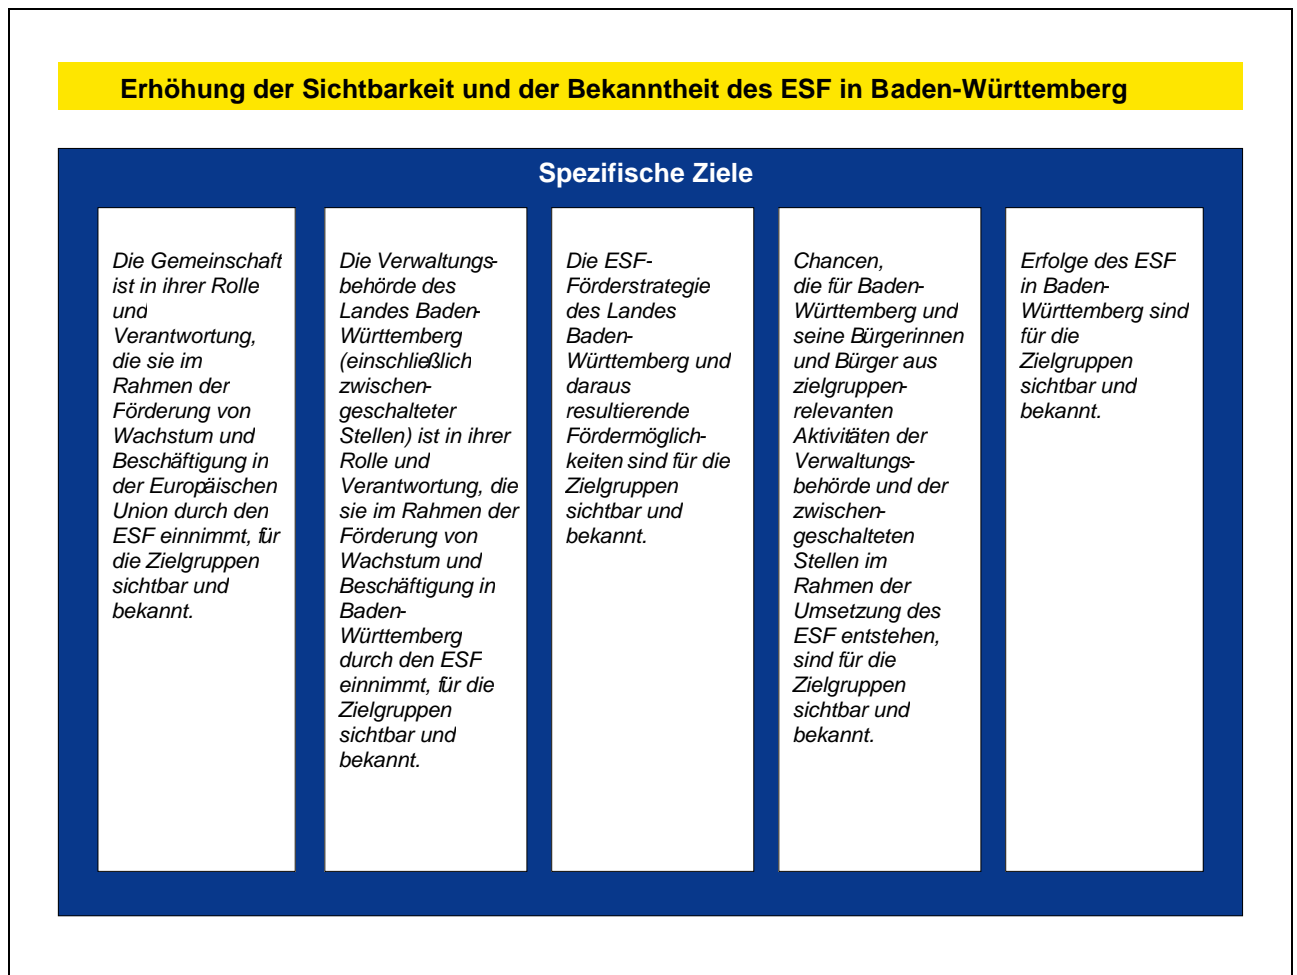 Erhöhung der Sichtbarkeit und der Bekanntheit des ESF in Baden-Württemberg
Spezifische Ziele
Die Gemeinschaft
ist in ihrer Rolle
und
Verantwortung,
die sie im
Rahmen der
Förderung von
Wachstum und
Beschäftigung in
der Europäischen
Union durch den
ESF einnimmt, für
die Zielgruppen
sichtbar und
bekannt.
Die Verwaltungs-
behörde des
Landes Baden-
Württemberg
(einschließlich
zwischen-
geschalteter
Stellen) ist in ihrer
Rolle und
Verantwortung, die
sie im Rahmen der
Förderung von
Wachstum und
Beschäftigung in
Baden-
Württemberg
durch den ESF
einnimmt, für die
Zielgruppen
sichtbar und
bekannt.
Die ESF-
Förderstrategie
des Landes
Baden-
Württemberg und
daraus
resultierende
Fördermöglich-
keiten sind für die
Zielgruppen
sichtbar und
bekannt.
Chancen,
die für Baden-
Württemberg und
seine Bürgerinnen
und Bürger aus
zielgruppen-
relevanten
Aktivitäten der
Verwaltungs-
behörde und der
zwischen-
geschalteten
Stellen im
Rahmen der
Umsetzung des
ESF entstehen,
sind für die
Zielgruppen
sichtbar und
bekannt.
Erfolge des ESF
in Baden-
Württemberg sind
für die
Zielgruppen
sichtbar und
bekannt.